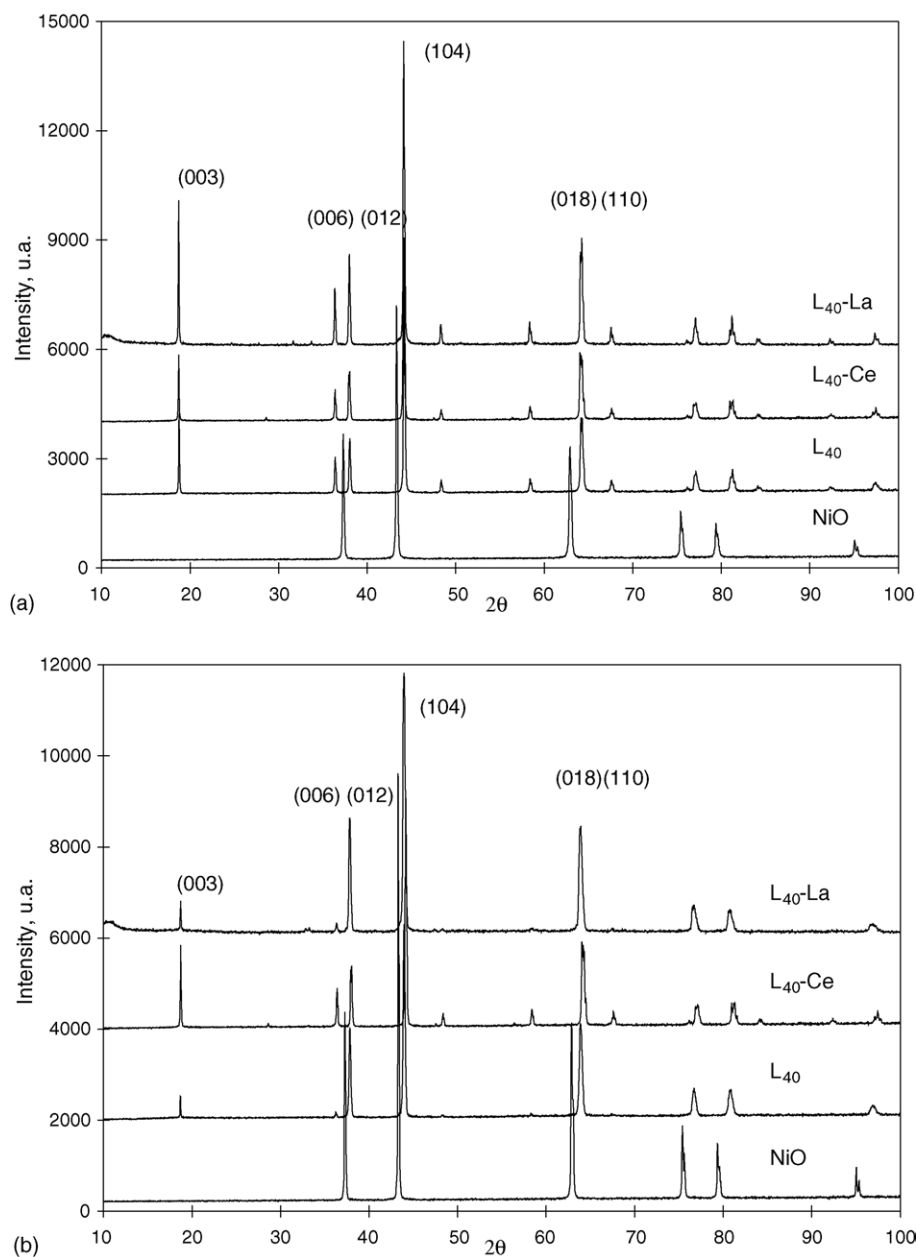 15000
(104)
12000
(003)
9000
(018) (110)
(006) (012)
Intensity, u.a.
L₄₀-La
6000
L₄₀-Ce
3000
L₄₀
NiO
0
10 20 30 40 50 60 70 80 90 100
(a)
2θ
12000
(104)
10000
(018)(110)
(006) (012)
8000
(003)
L₄₀-La
Intensity, u.a.
6000
L₄₀-Ce
4000
L₄₀
2000
NiO
0
10 20 30 40 50 60 70 80 90 100
(b)
2θ